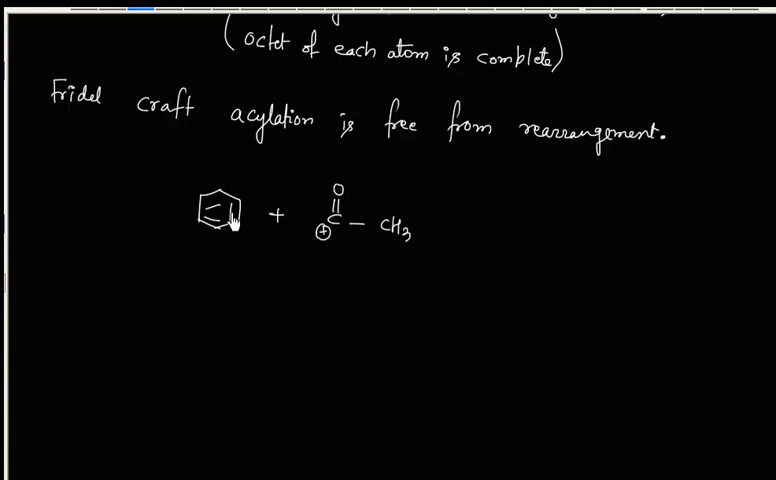 (octet of each atom is complete)
Fridel craft acylation is free from rearrangement.
+ O
|| 
⊕ C — CH3